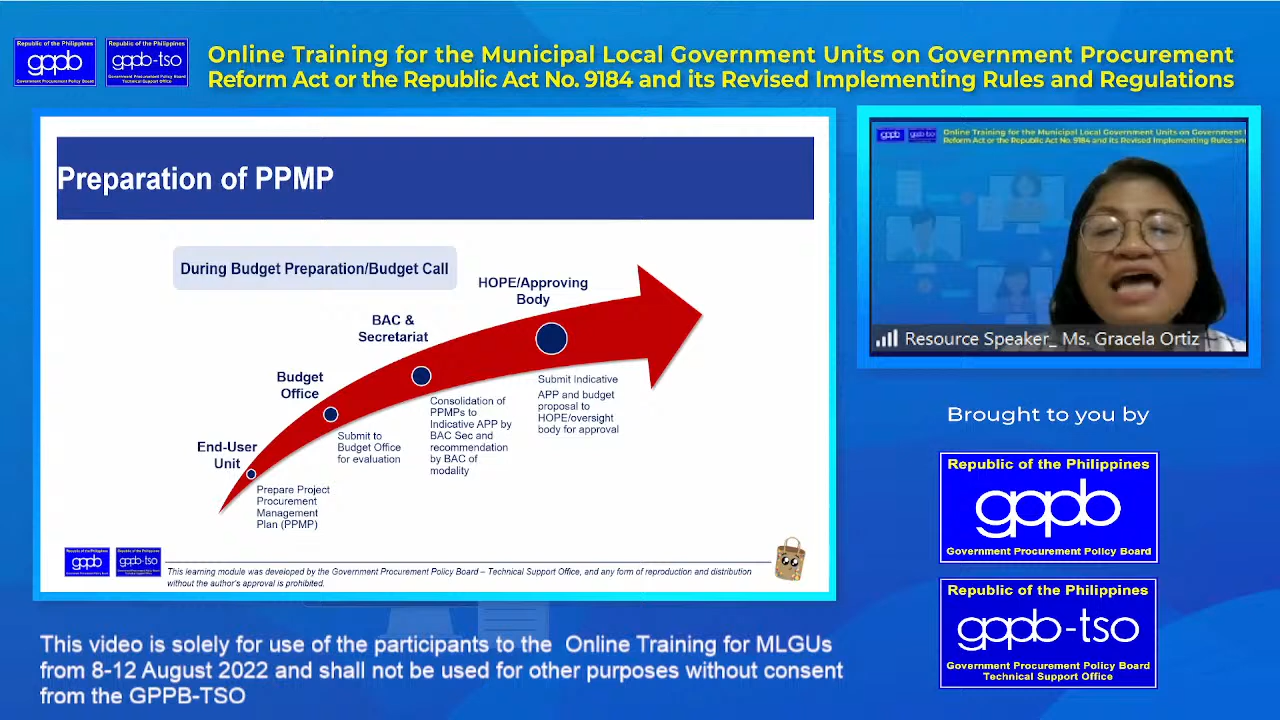 Republic of the Philippines
gppb
Government Procurement Policy Board
Republic of the Philippines
gppb-tso
Government Procurement Policy Board
Technical Support Office
Online Training for the Municipal Local Government Units on Government Procurement
Reform Act or the Republic Act No. 9184 and its Revised Implementing Rules and Regulations
Preparation of PPMP
During Budget Preparation/Budget Call
HOPE/Approving
Body
BAC &
Secretariat
Budget
Office
End-User
Unit
Submit Indicative
APP and budget
proposal to
HOPE/oversight
body for approval
Consolidation of
PPMPs to
Indicative APP by
BAC Sec and
recommendation
by BAC of
modality
Submit to
Budget Office
for evaluation
Prepare Project
Procurement
Management
Plan (PPMP)
gppb
gppb-tso
This learning module was developed by the Government Procurement Policy Board – Technical Support Office, and any form of reproduction and distribution
without the author's approval is prohibited.
Online Training for the Municipal Local Government Units on Government
Reform Act or the Republic Act No. 9184 and its Revised Implementing Rules and
Resource Speaker_ Ms. Gracela Ortiz
Brought to you by
Republic of the Philippines
gppb
Government Procurement Policy Board
Republic of the Philippines
gppb-tso
Government Procurement Policy Board
Technical Support Office
This video is solely for use of the participants to the Online Training for MLGUs
from 8-12 August 2022 and shall not be used for other purposes without consent
from the GPPB-TSO